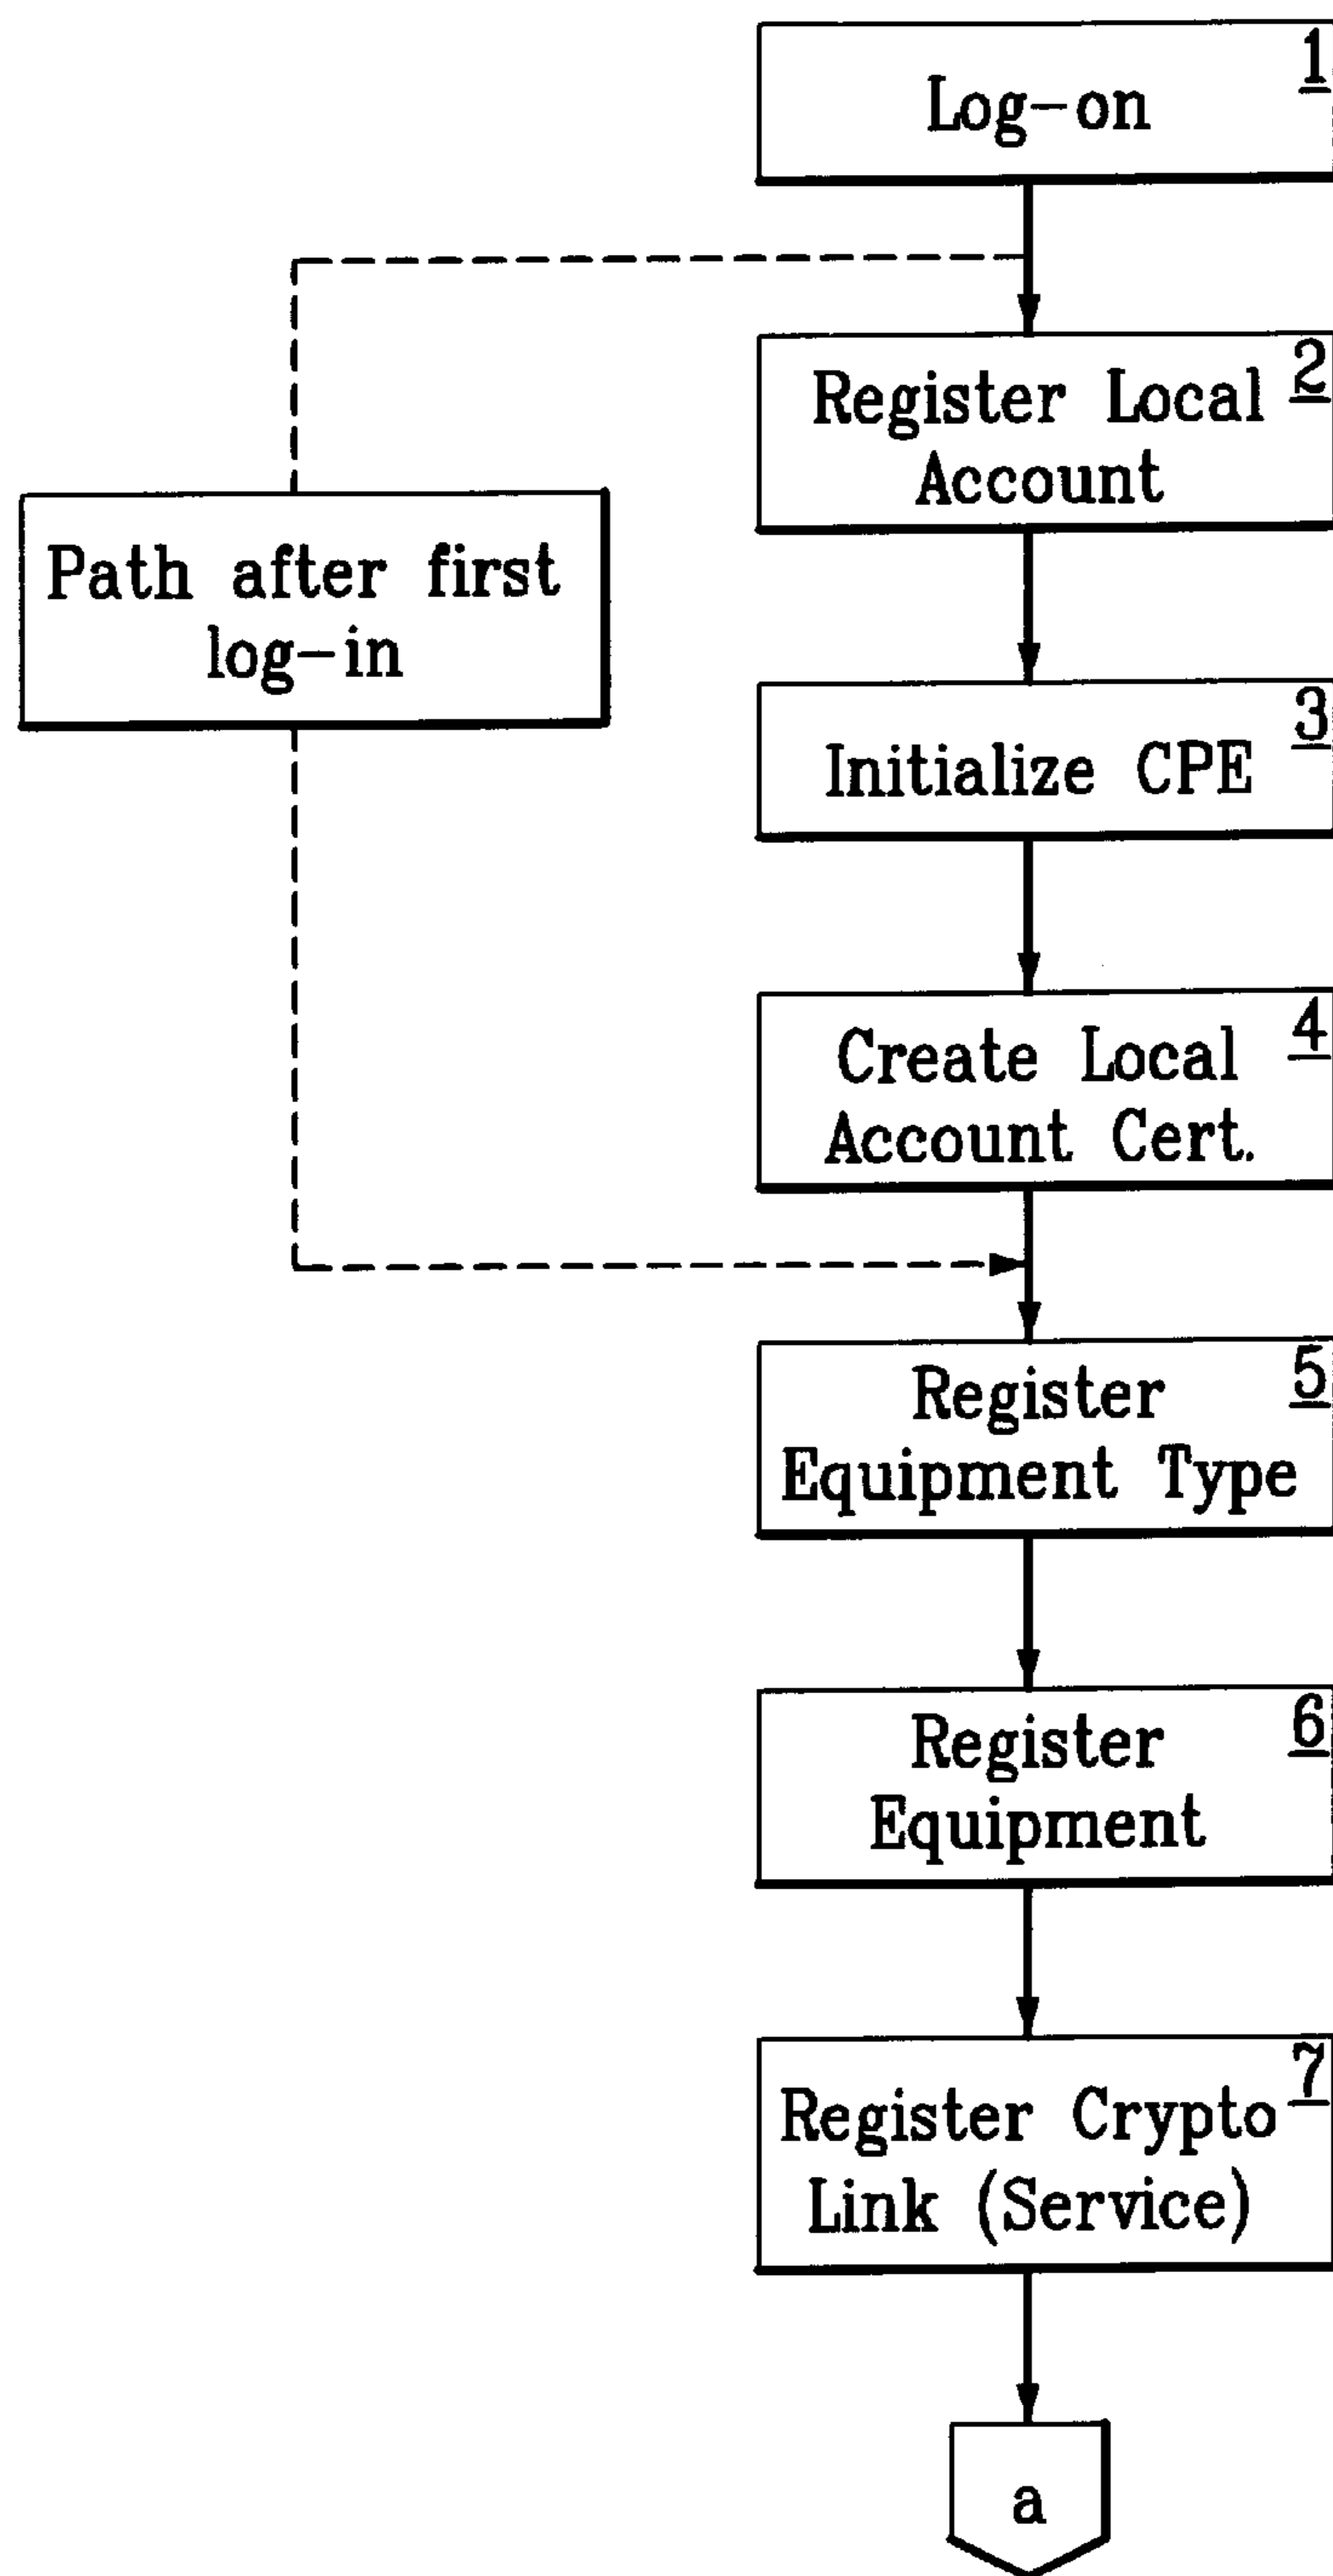 1
Log-on
2
Register Local
Account
Path after first
log-in
3
Initialize CPE
4
Create Local
Account Cert.
5
Register
Equipment Type
6
Register
Equipment
7
Register Crypto
Link (Service)
a